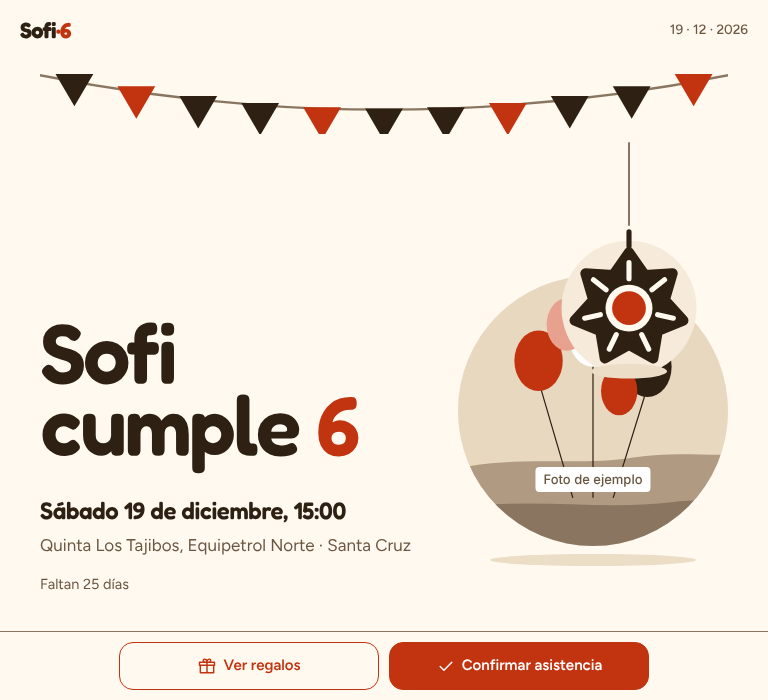 Sofi·6
19 · 12 · 2026
Sofi
cumple 6
Sábado 19 de diciembre, 15:00
Quinta Los Tajibos, Equipetrol Norte · Santa Cruz
Faltan 25 días
Foto de ejemplo
Ver regalos
Confirmar asistencia